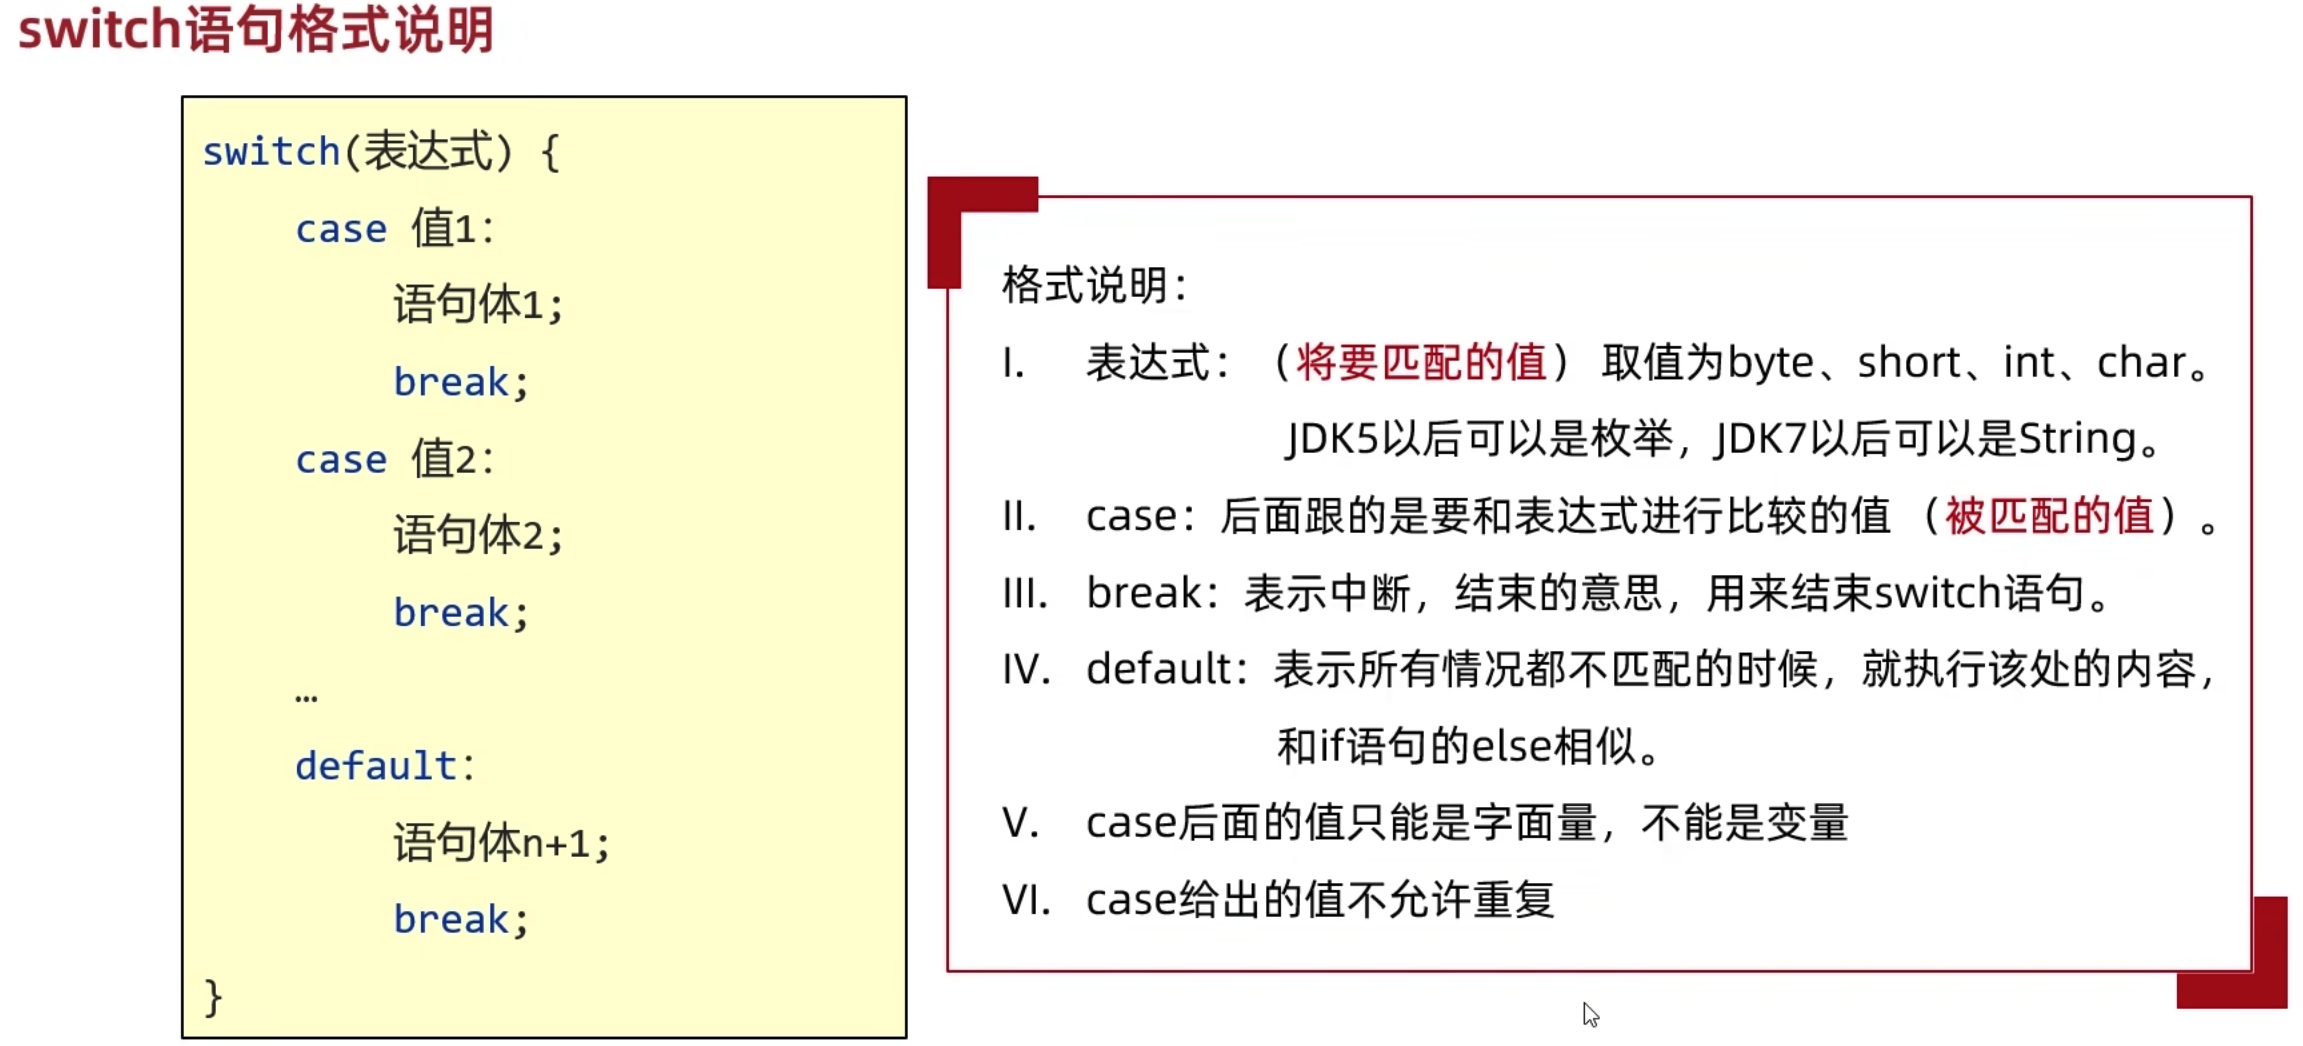 switch语句格式说明
switch(表达式) {
case 值1:
语句体1;
break;
case 值2:
语句体2;
break;
…
default:
语句体n+1;
break;
}
格式说明：
I. 表达式：（将要匹配的值） 取值为byte、short、int、char。
JDK5以后可以是枚举，JDK7以后可以是String。
II. case：后面跟的是要和表达式进行比较的值 （被匹配的值）。
III. break：表示中断，结束的意思，用来结束switch语句。
IV. default：表示所有情况都不匹配的时候，就执行该处的内容，
和if语句的else相似。
V. case后面的值只能是字面量，不能是变量
VI. case给出的值不允许重复